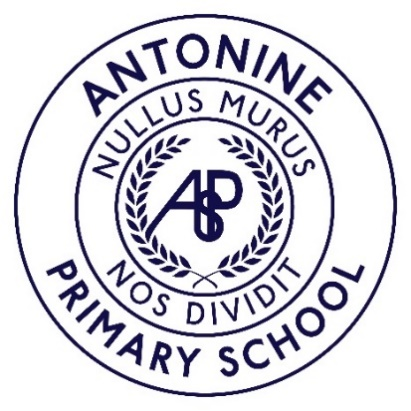 ANTONINE
NULLUS MURUS
APS
NOS DIVIDIT
PRIMARY SCHOOL